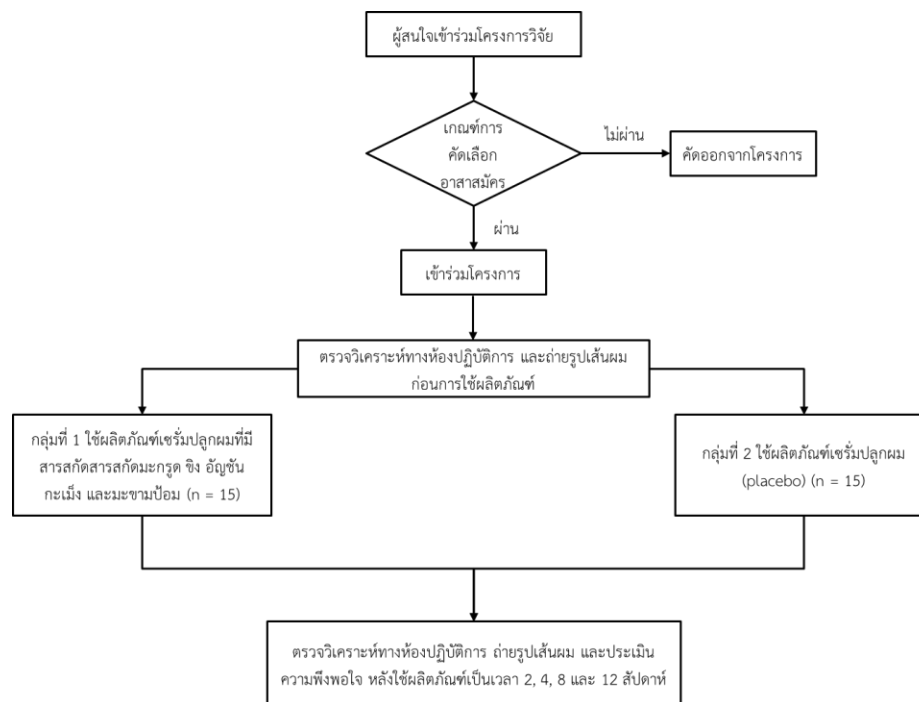 ผู้สนใจเข้าร่วมโครงการวิจัย
เกณฑ์การ
คัดเลือก
อาสาสมัคร
ไม่ผ่าน
คัดออกจากโครงการ
ผ่าน
เข้าร่วมโครงการ
ตรวจวิเคราะห์ทางห้องปฏิบัติการ และถ่ายรูปเส้นผม
ก่อนการใช้ผลิตภัณฑ์
กลุ่มที่ 1 ใช้ผลิตภัณฑ์เซรั่มปลูกผมที่มี
สารสกัดสารสกัดมะกรูด ขิง อัญชัน
กะเม็ง และมะขามป้อม (n = 15)
กลุ่มที่ 2 ใช้ผลิตภัณฑ์เซรั่มปลูกผม
(placebo) (n = 15)
ตรวจวิเคราะห์ทางห้องปฏิบัติการ ถ่ายรูปเส้นผม และประเมิน
ความพึงพอใจ หลังใช้ผลิตภัณฑ์เป็นเวลา 2, 4, 8 และ 12 สัปดาห์